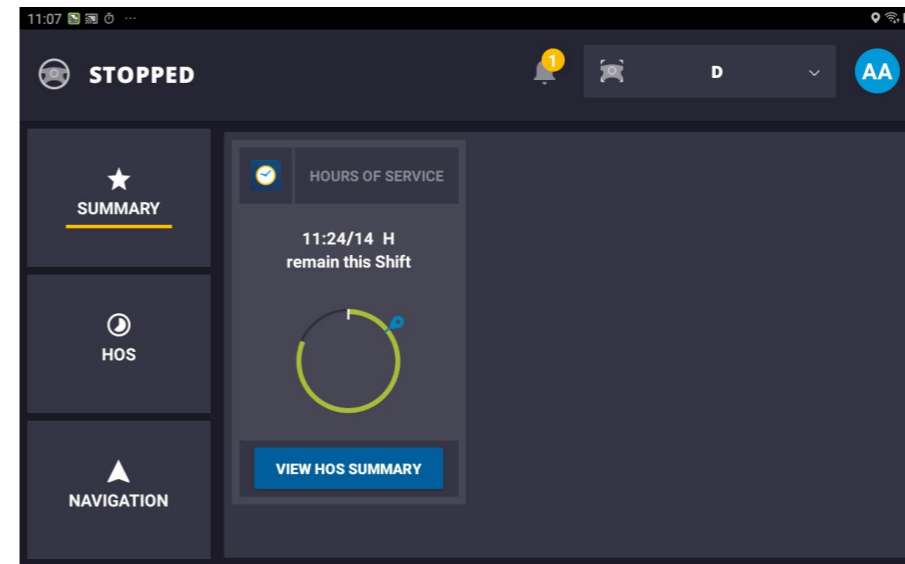 11:07
STOPPED
1
D
AA
SUMMARY
HOURS OF SERVICE
11:24/14 H
remain this Shift
HOS
VIEW HOS SUMMARY
NAVIGATION